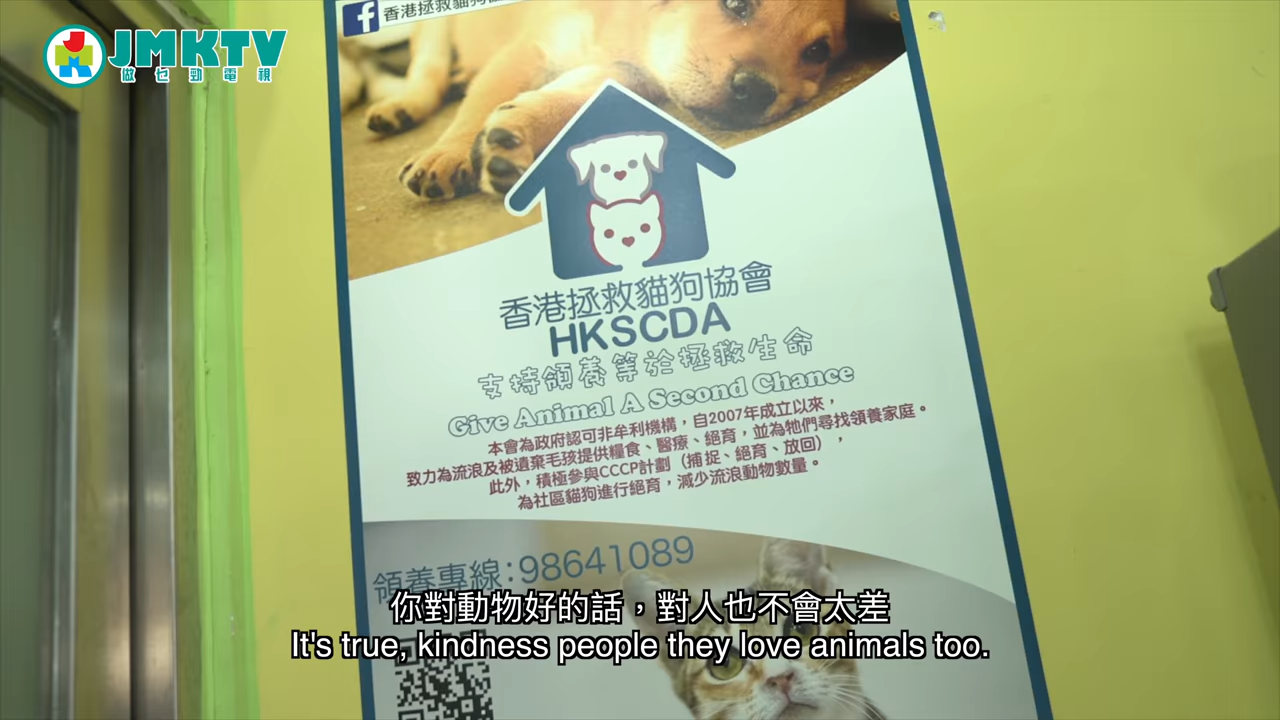 JMKTV
做乜勁電視
f 香港拯救貓狗協
香港拯救貓狗協會
HKSCDA
支持領養等於拯救生命
Give Animal A Second Chance
本會為政府認可非牟利機構，自2007年成立以來，
致力為流浪及被遺棄毛孩提供糧食、醫療、絕育，並為牠們尋找領養家庭。
此外，積極參與CCCP計劃（捕捉、絕育、放回），
為社區貓狗進行絕育，減少流浪動物數量。
領養專線:98641089
你對動物好的話，對人也不會太差
It's true, kindness people they love animals too.